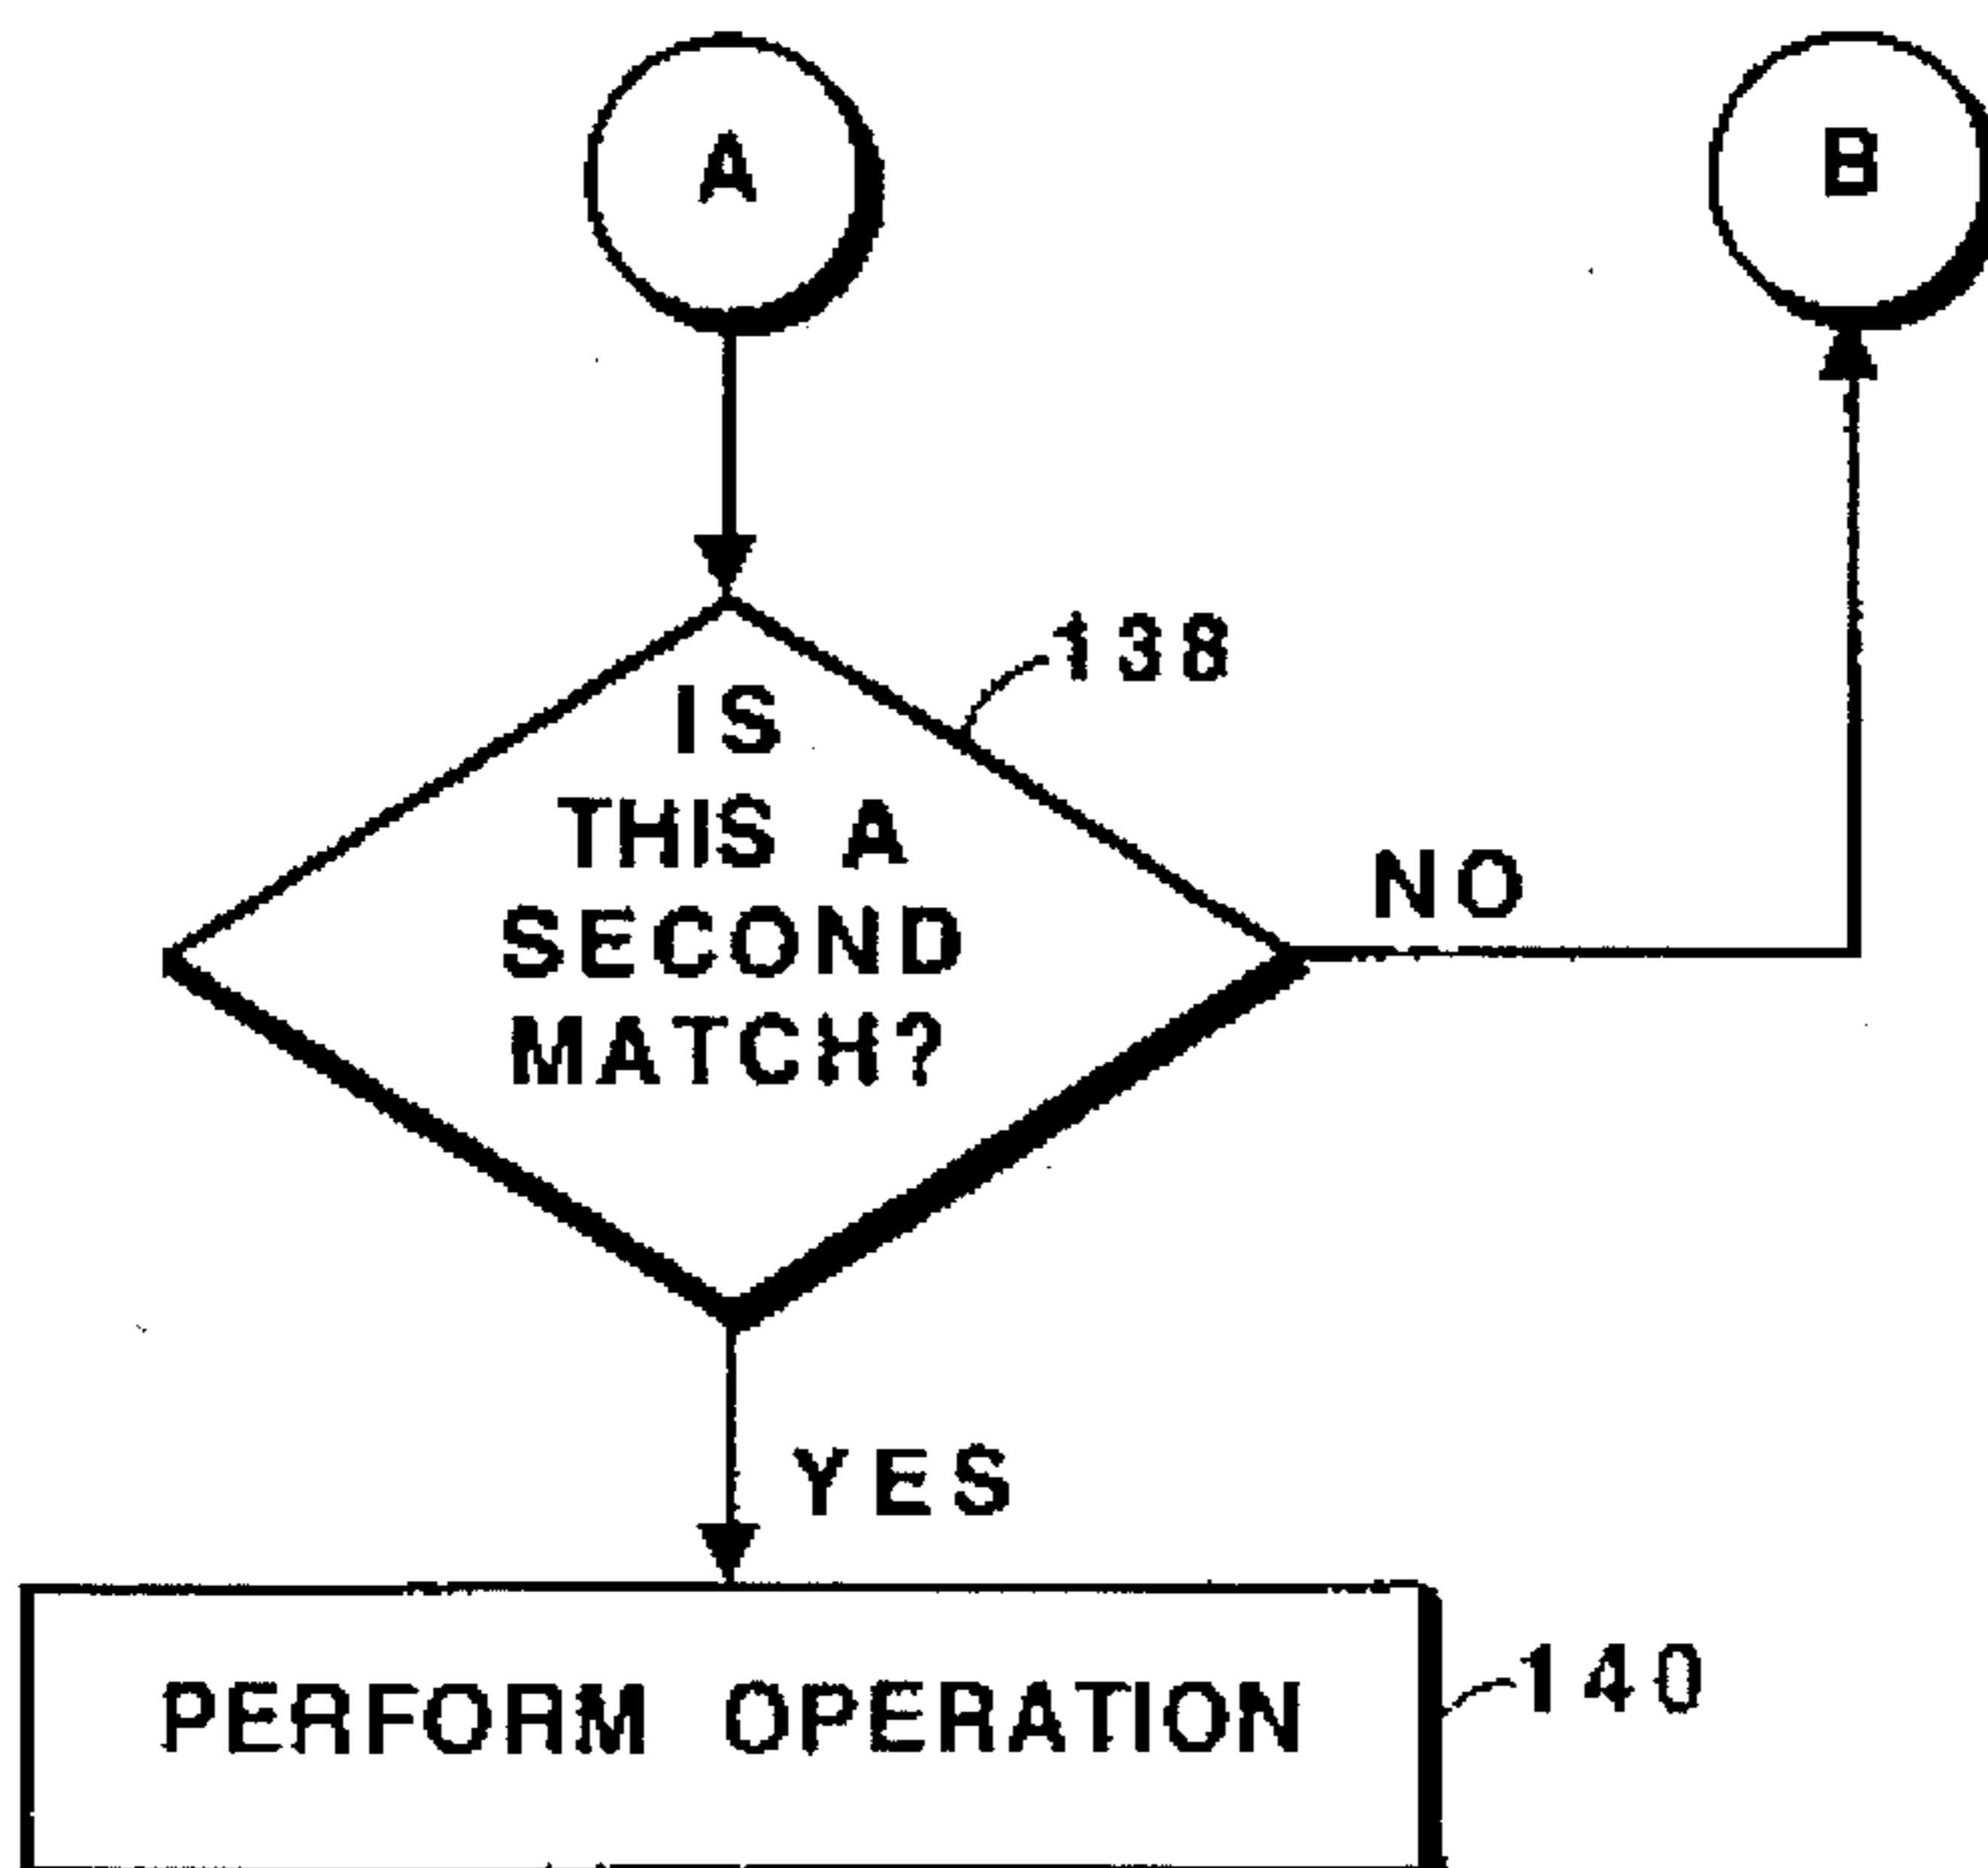 A
B
138
IS
THIS A
SECOND
MATCH?
NO
YES
PERFORM OPERATION
140